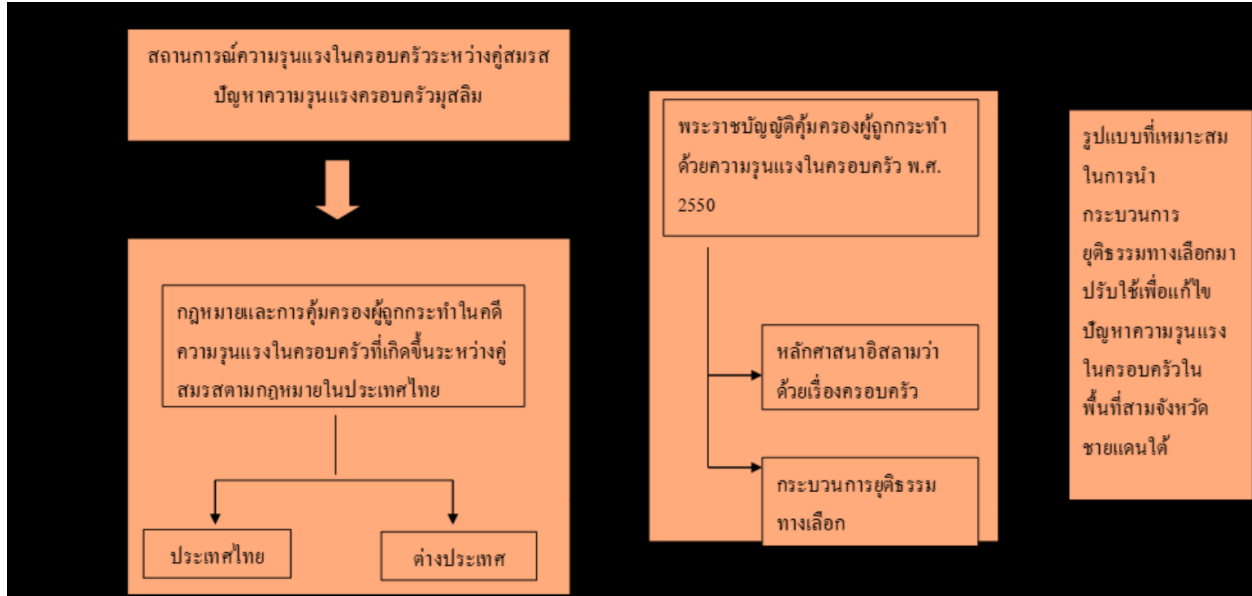 สถานการณ์ความรุนแรงในครอบครัวระหว่างคู่สมรส
ปัญหาความรุนแรงครอบครัวมุสลิม
กฎหมายและการคุ้มครองผู้ถูกกระทำในคดี
ความรุนแรงในครอบครัวที่เกิดขึ้นระหว่างคู่
สมรสตามกฎหมายในประเทศไทย
ประเทศไทย
ต่างประเทศ
พระราชบัญญัติคุ้มครองผู้ถูกกระทำ
ด้วยความรุนแรงในครอบครัว พ.ศ.
2550
หลักศาสนาอิสลามว่า
ด้วยเรื่องครอบครัว
กระบวนการยุติธรรม
ทางเลือก
รูปแบบที่เหมาะสม
ในการนำ
กระบวนการ
ยุติธรรมทางเลือกมา
ปรับใช้เพื่อแก้ไข
ปัญหาความรุนแรง
ในครอบครัวใน
พื้นที่สามจังหวัด
ชายแดนใต้